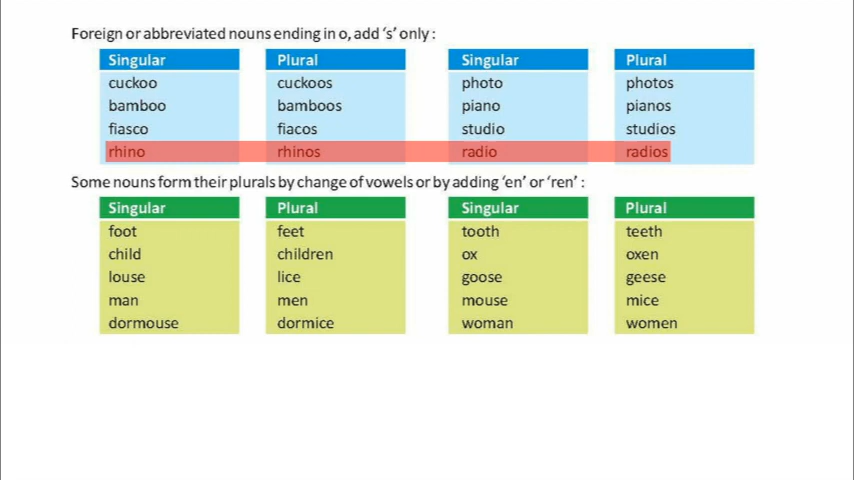 Foreign or abbreviated nouns ending in o, add ‘s’ only :
Singular Plural Singular Plural
cuckoo cuckoos photo photos
bamboo bamboos piano pianos
fiasco fiacos studio studios
rhino rhinos radio radios
Some nouns form their plurals by change of vowels or by adding ‘en’ or ‘ren’ :
Singular Plural Singular Plural
foot feet tooth teeth
child children ox oxen
louse lice goose geese
man men mouse mice
dormouse dormice woman women